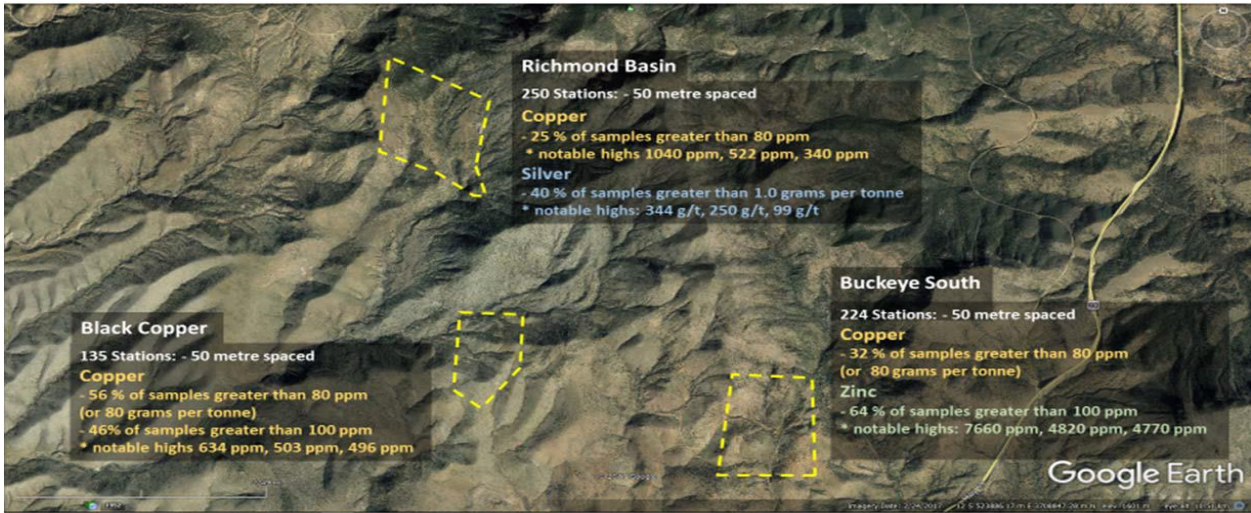 Richmond Basin
250 Stations: - 50 metre spaced
Copper
- 25 % of samples greater than 80 ppm
* notable highs 1040 ppm, 522 ppm, 340 ppm
Silver
- 40 % of samples greater than 1.0 grams per tonne
* notable highs: 344 g/t, 250 g/t, 99 g/t
Buckeye South
224 Stations: - 50 metre spaced
Copper
- 32 % of samples greater than 80 ppm
(or 80 grams per tonne)
Zinc
- 64 % of samples greater than 100 ppm
* notable highs: 7660 ppm, 4820 ppm, 4770 ppm
Black Copper
135 Stations: - 50 metre spaced
Copper
- 56 % of samples greater than 80 ppm
(or 80 grams per tonne)
- 46% of samples greater than 100 ppm
* notable highs 634 ppm, 503 ppm, 496 ppm
Google Earth